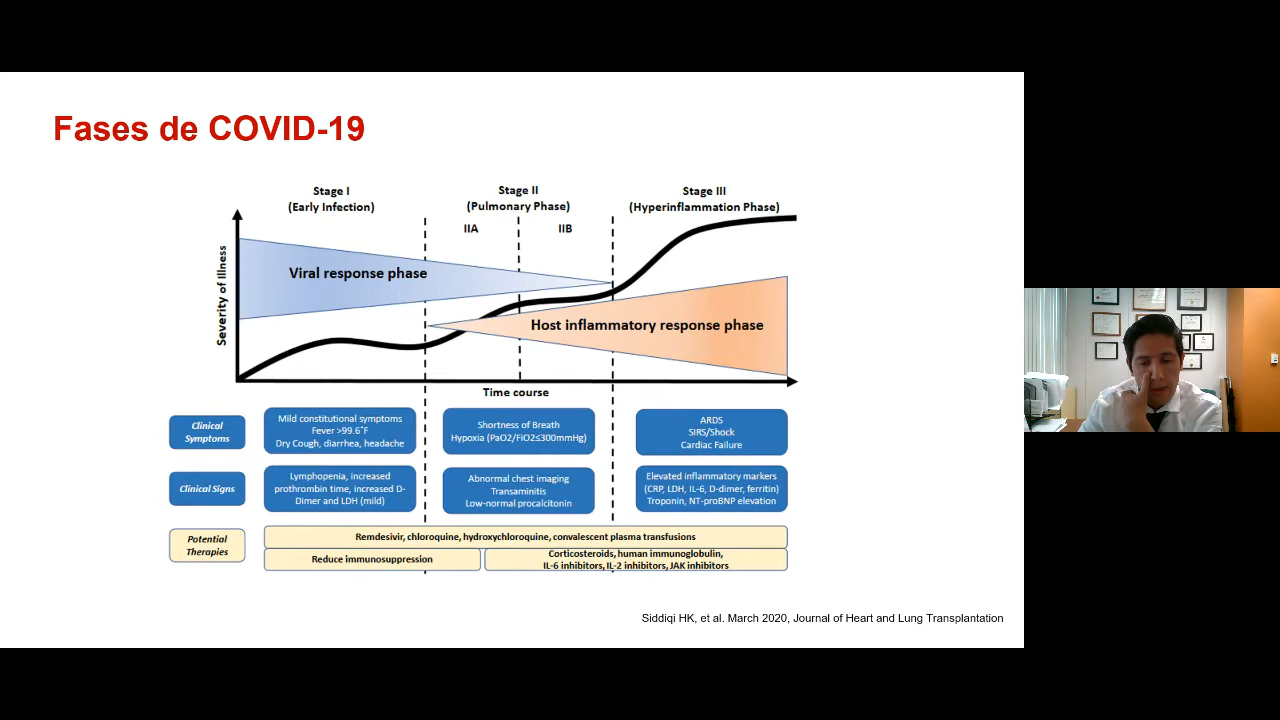 Fases de COVID-19
Stage I
(Early Infection)
Stage II
(Pulmonary Phase)
IIA
IIB
Stage III
(Hyperinflammation Phase)
Severity of Illness
Viral response phase
Host inflammatory response phase
Time course
Clinical
Symptoms
Mild constitutional symptoms
Fever >99.6°F
Dry Cough, diarrhea, headache
Shortness of Breath
Hypoxia (PaO2/FiO2≤300mmHg)
ARDS
SIRS/Shock
Cardiac Failure
Clinical Signs
Lymphopenia, increased
prothrombin time, increased D-
Dimer and LDH (mild)
Abnormal chest imaging
Transaminitis
Low-normal procalcitonin
Elevated inflammatory markers
(CRP, LDH, IL-6, D-dimer, ferritin)
Troponin, NT-proBNP elevation
Potential
Therapies
Remdesivir, chloroquine, hydroxychloroquine, convalescent plasma transfusions
Reduce immunosuppression
Corticosteroids, human immunoglobulin,
IL-6 inhibitors, IL-2 inhibitors, JAK inhibitors
Siddiqi HK, et al. March 2020, Journal of Heart and Lung Transplantation